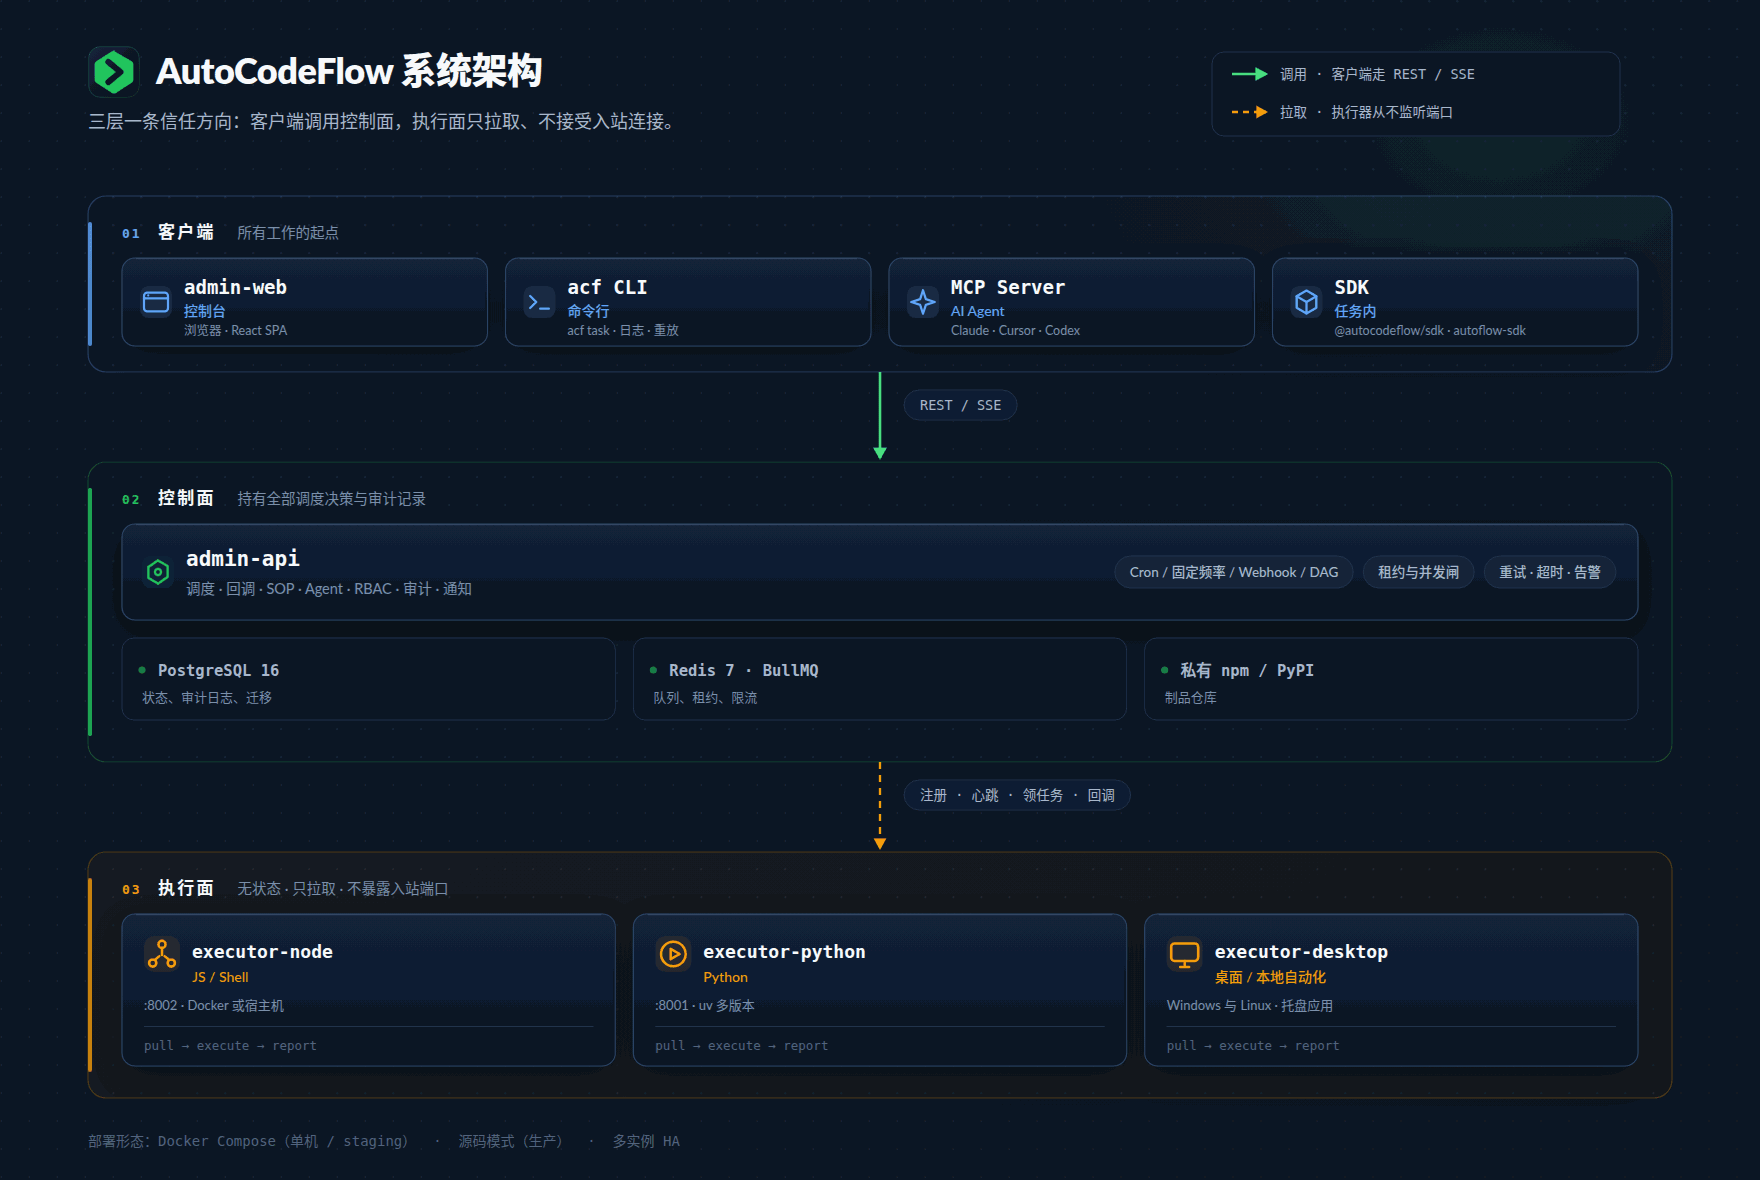 AutoCodeFlow 系统架构
三层一条信任方向：客户端调用控制面，执行面只拉取、不接受入站连接。
调用 · 客户端走 REST / SSE
拉取 · 执行器从不监听端口
01 客户端 所有工作的起点
admin-web
控制台
浏览器 · React SPA
acf CLI
命令行
acf task · 日志 · 重放
MCP Server
AI Agent
Claude · Cursor · Codex
SDK
任务内
@autocodeflow/sdk · autoflow-sdk
REST / SSE
02 控制面 持有全部调度决策与审计记录
admin-api
调度 · 回调 · SOP · Agent · RBAC · 审计 · 通知
Cron / 固定频率 / Webhook / DAG
租约与并发闸
重试 · 超时 · 告警
PostgreSQL 16
状态、审计日志、迁移
Redis 7 · BullMQ
队列、租约、限流
私有 npm / PyPI
制品仓库
注册 · 心跳 · 领任务 · 回调
03 执行面 无状态 · 只拉取 · 不暴露入站端口
executor-node
JS / Shell
:8002 · Docker 或宿主机
pull → execute → report
executor-python
Python
:8001 · uv 多版本
pull → execute → report
executor-desktop
桌面 / 本地自动化
Windows 与 Linux · 托盘应用
pull → execute → report
部署形态：Docker Compose（单机 / staging） · 源码模式（生产） · 多实例 HA